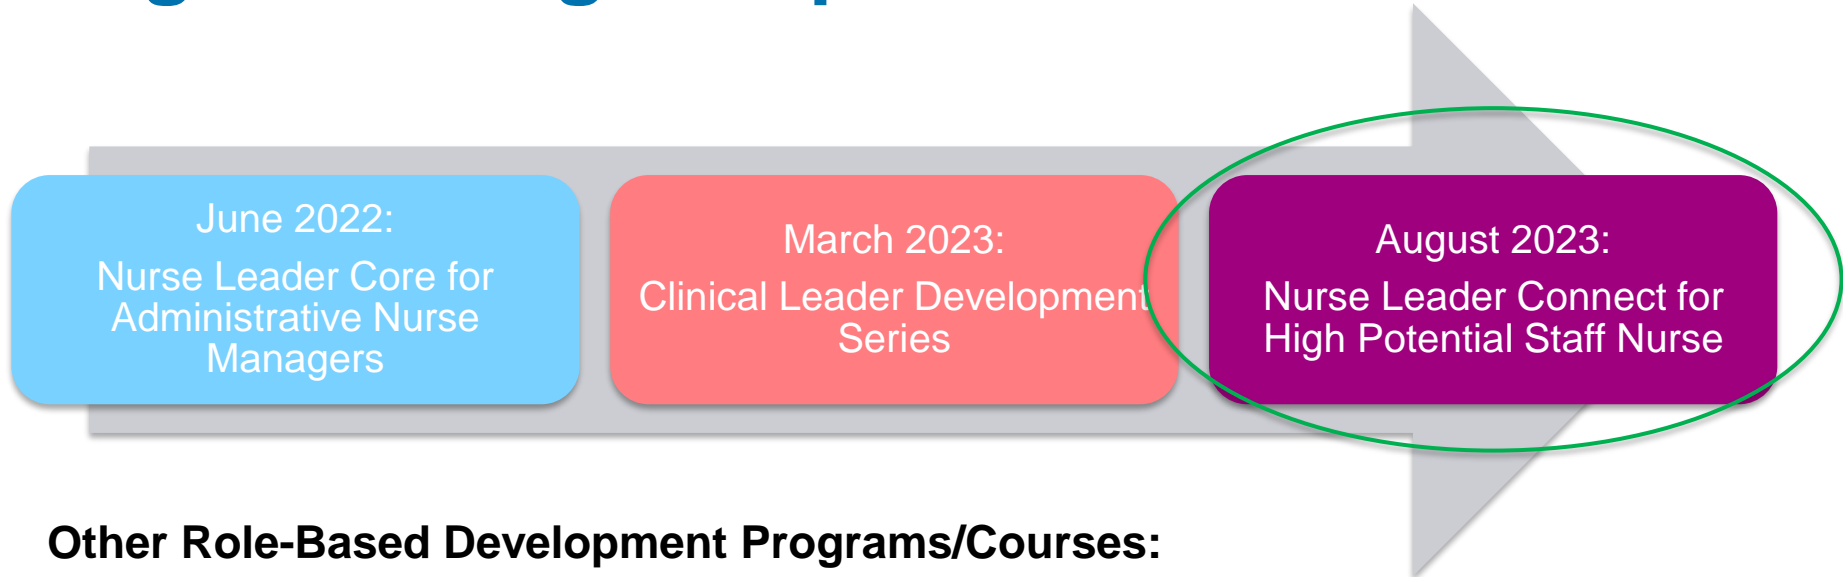 June 2022:
Nurse Leader Core for
Administrative Nurse
Managers
March 2023:
Clinical Leader Development
Series
August 2023:
Nurse Leader Connect for
High Potential Staff Nurse
Other Role-Based Development Programs/Courses: